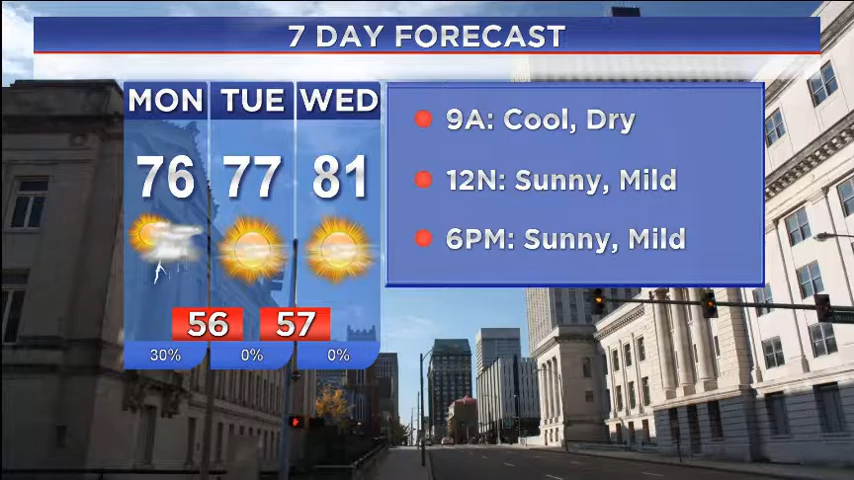 7 DAY FORECAST
MON TUE WED
76 77 81
56 57
30% 0% 0%
9A: Cool, Dry
12N: Sunny, Mild
6PM: Sunny, Mild